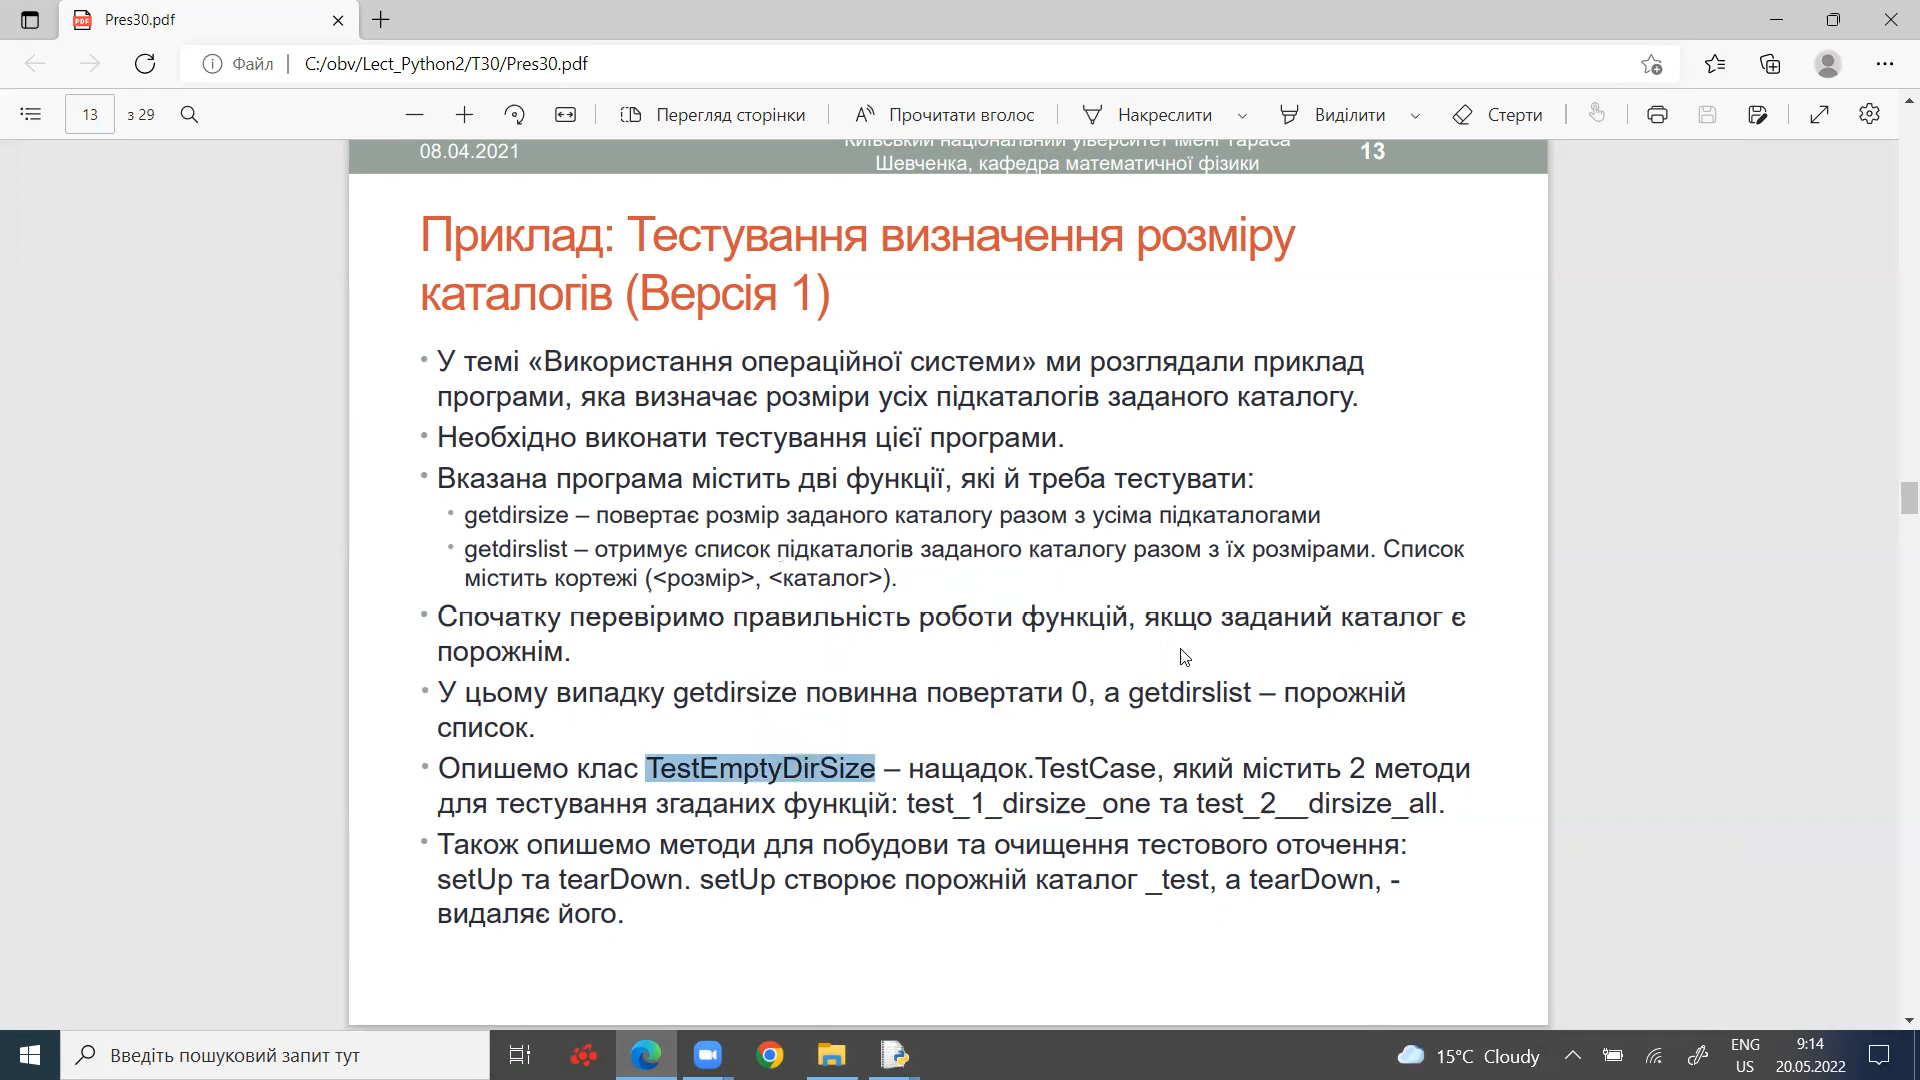 Pres30.pdf
Файл
C:/obv/Lect_Python2/T30/Pres30.pdf
13 з 29
Перегляд сторінки
Прочитати вголос
Накреслити
Виділити
Стерти
08.04.2021
Шевченка, кафедра математичної фізики
13
Приклад: Тестування визначення розміру
каталогів (Версія 1)
• У темі «Використання операційної системи» ми розглядали приклад
програми, яка визначає розміри усіх підкаталогів заданого каталогу.
• Необхідно виконати тестування цієї програми.
• Вказана програма містить дві функції, які й треба тестувати:
• getdirsize – повертає розмір заданого каталогу разом з усіма підкаталогами
• getdirslist – отримує список підкаталогів заданого каталогу разом з їх розмірами. Список
містить кортежі (<розмір>, <каталог>).
• Спочатку перевіримо правильність роботи функцій, якщо заданий каталог є
порожнім.
• У цьому випадку getdirsize повинна повертати 0, а getdirslist – порожній
список.
• Опишемо клас TestEmptyDirSize – нащадок.TestCase, який містить 2 методи
для тестування згаданих функцій: test_1_dirsize_one та test_2__dirsize_all.
• Також опишемо методи для побудови та очищення тестового оточення:
setUp та tearDown. setUp створює порожній каталог _test, а tearDown, -
видаляє його.
Введіть пошуковий запит тут
15°C Cloudy
ENG
US
9:14
20.05.2022